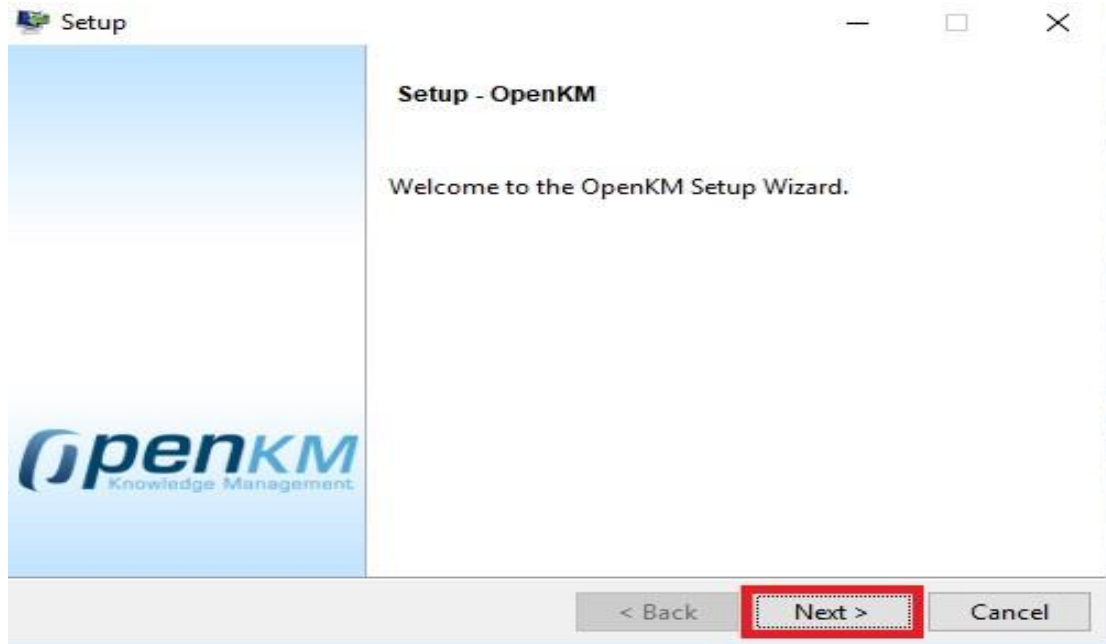 Setup
Setup - OpenKM
Welcome to the OpenKM Setup Wizard.
OpenKM
Knowledge Management
< Back
Next >
Cancel